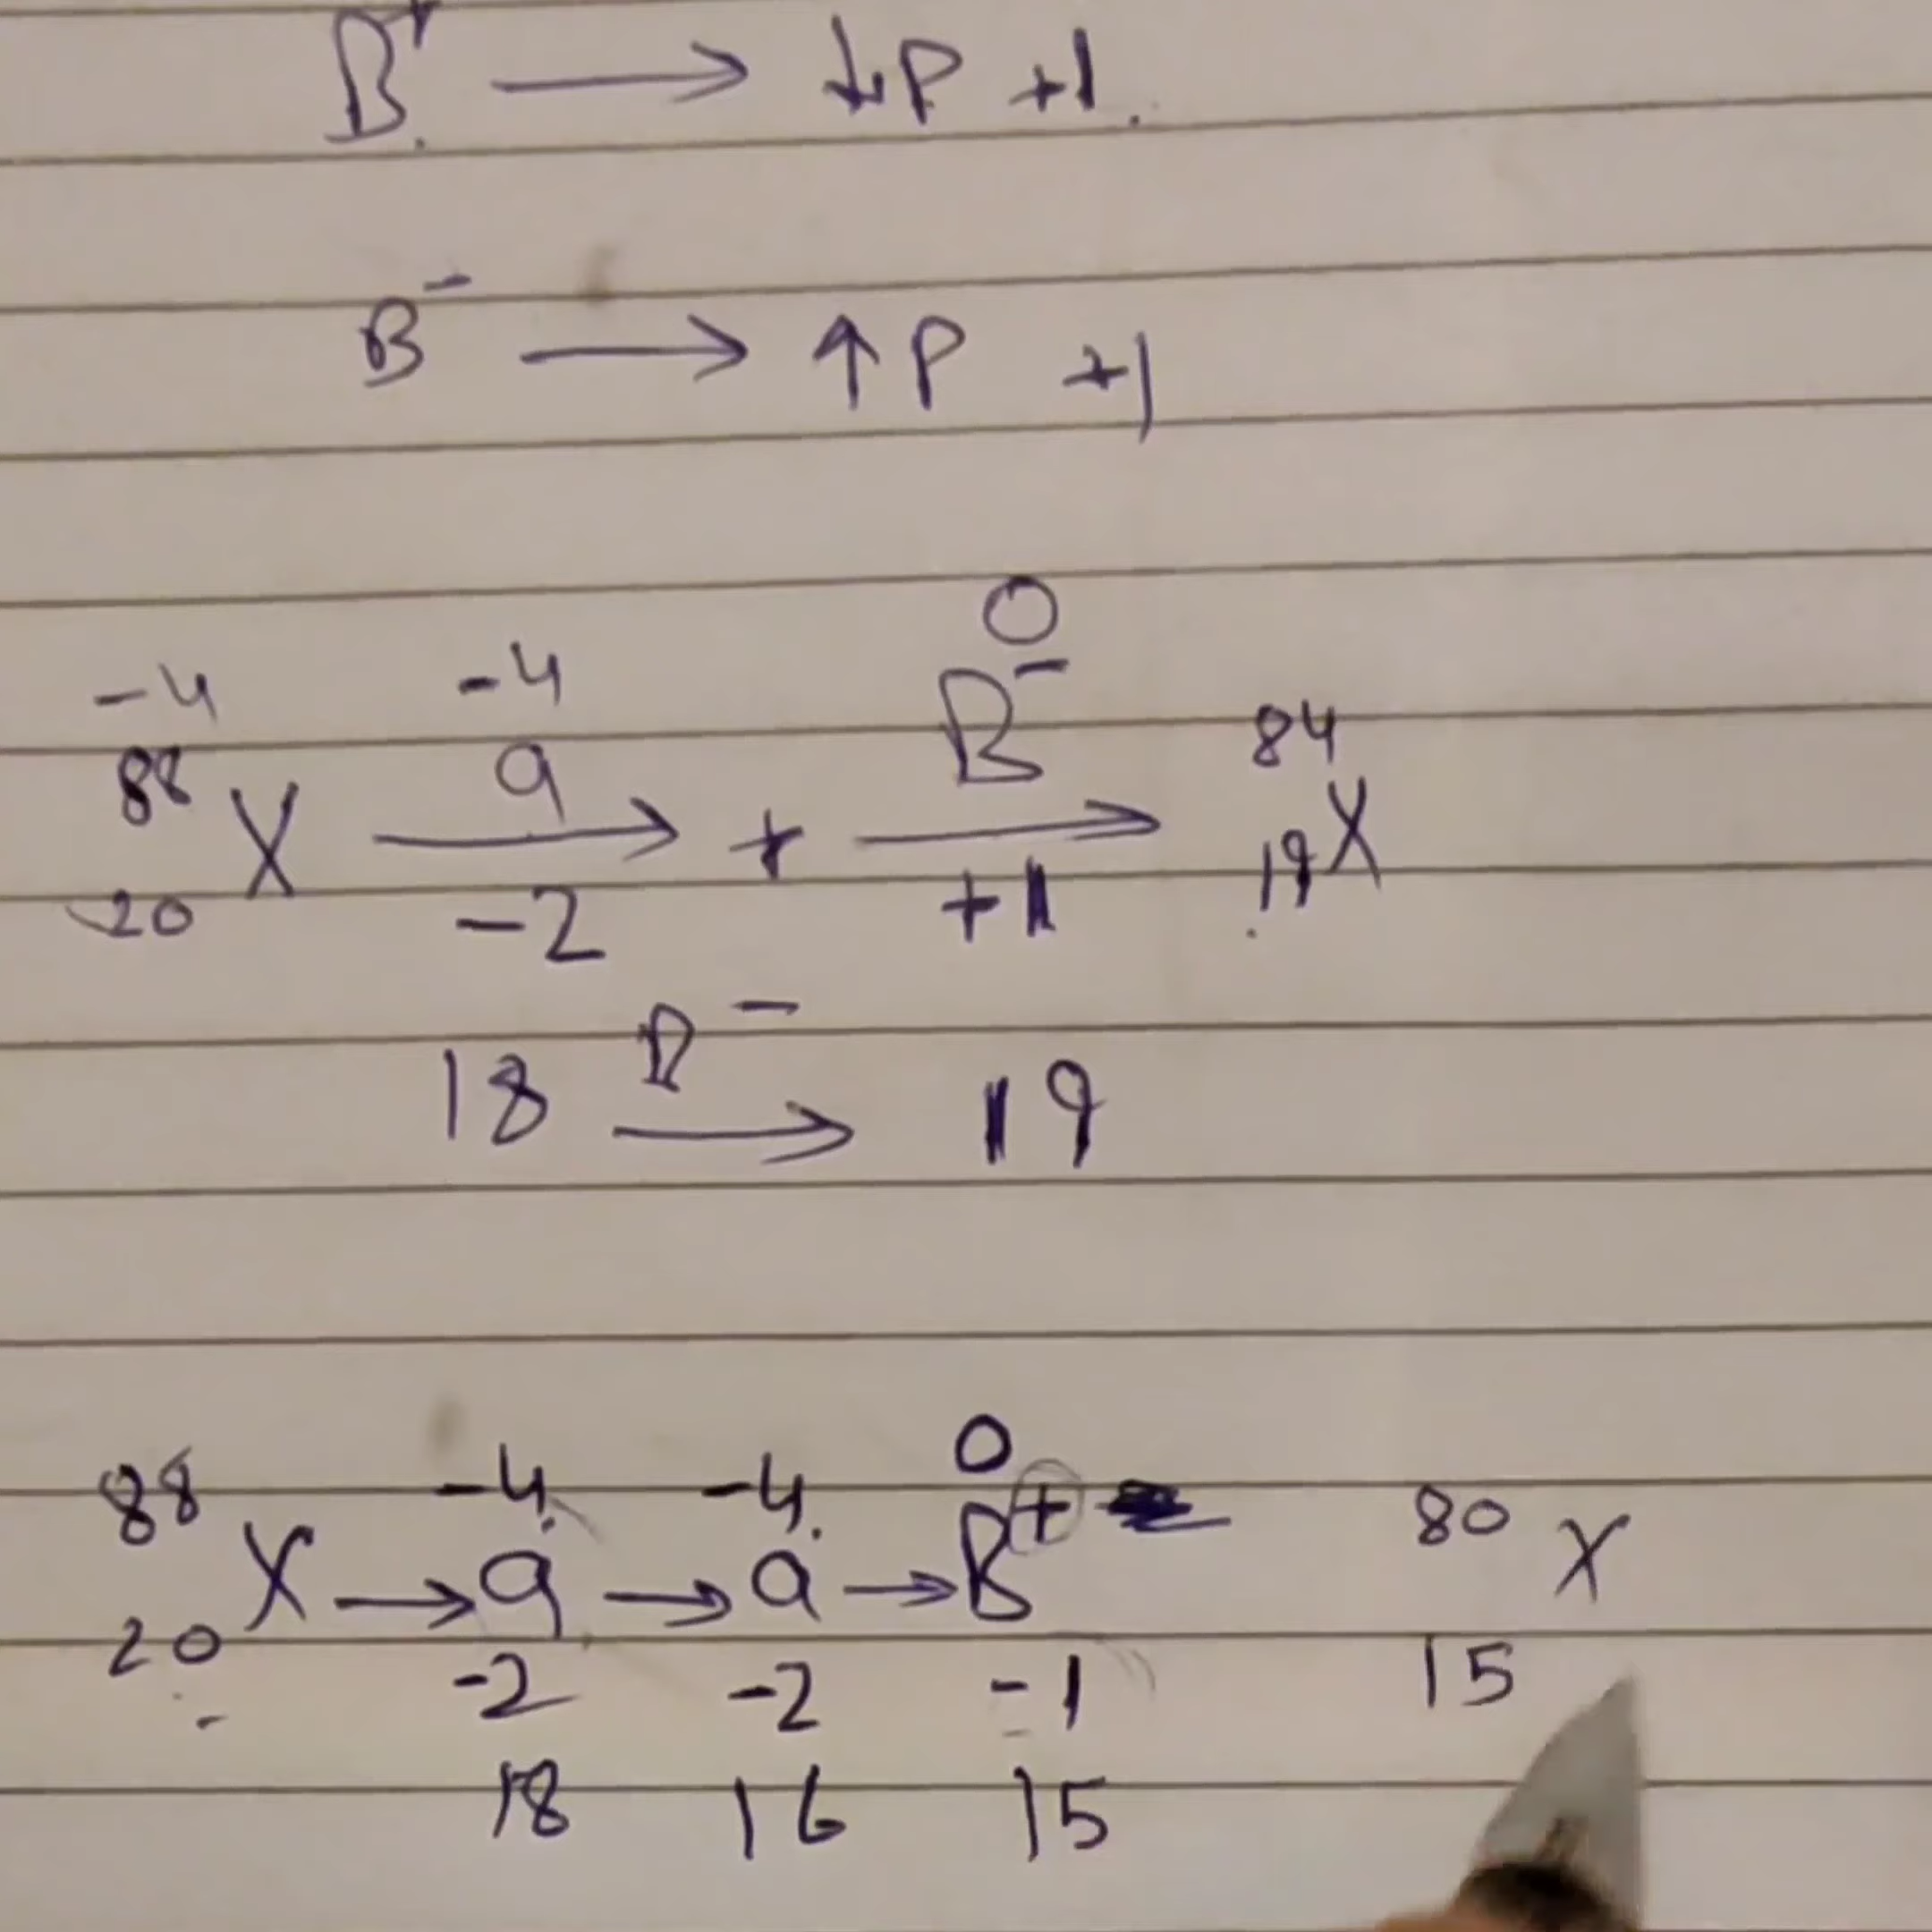 B⁺ → ↓P +1
B⁻ → ↑P +1
-4 -4 0
88 a B⁻ 84
X → + → X
20 -2 +1 19
18 B⁻ → 19
88 -4 -4 0 80
X → a → a → B⁺ X
20 -2 -2 -1 15
18 16 15